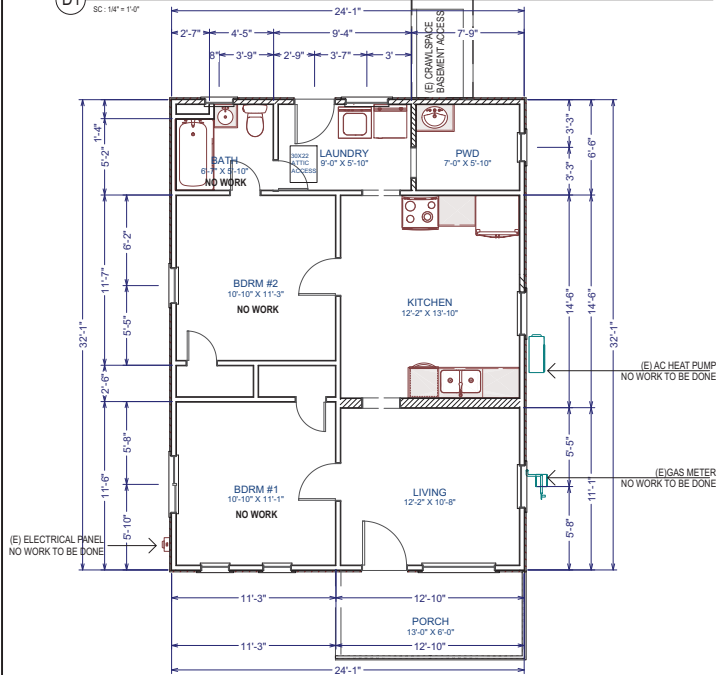 D1
SC : 1/4" = 1'-0"
24'-1"
2'-7"
4'-5"
9'-4"
7'-9"
8"
3'-9"
2'-9"
3'-7"
3'
(E) CRAWLSPACE
BASEMENT ACCESS
1'-4"
5'-2"
BATH
6'-7" X 5'-10"
NO WORK
30X22
ATTIC
ACCESS
LAUNDRY
9'-0" X 5'-10"
PWD
7'-0" X 5'-10"
3'-3"
3'-3"
6'-6"
6'-2"
11'-7"
5'-5"
BDRM #2
10'-10" X 11'-3"
NO WORK
KITCHEN
12'-2" X 13'-10"
14'-6"
14'-6"
32'-1"
32'-1"
(E) AC HEAT PUMP
NO WORK TO BE DONE
2'-6"
5'-8"
11'-6"
5'-10"
BDRM #1
10'-10" X 11'-1"
NO WORK
LIVING
12'-2" X 10'-8"
5'-5"
11'-1"
5'-8"
(E)GAS METER
NO WORK TO BE DONE
(E) ELECTRICAL PANEL
NO WORK TO BE DONE
11'-3"
12'-10"
PORCH
13'-0" X 6'-0"
11'-3"
12'-10"
24'-1"